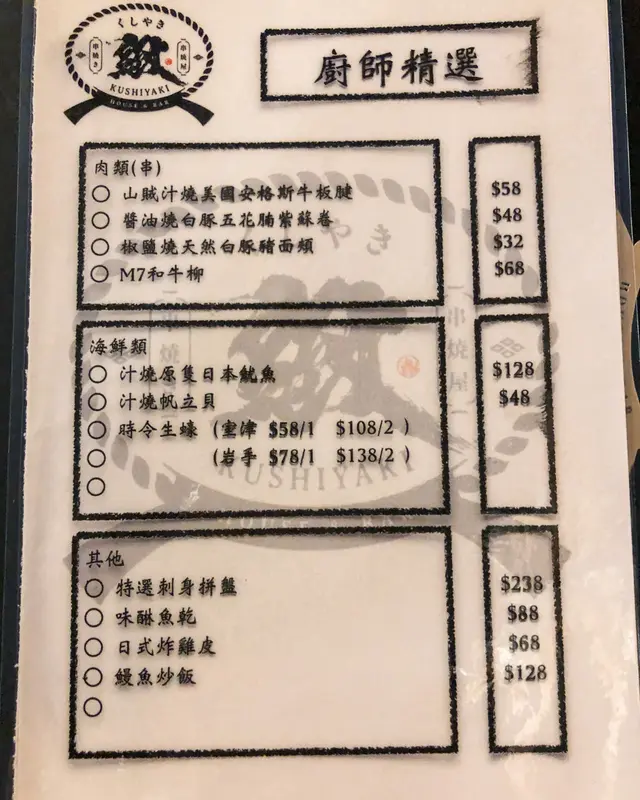 くしやき
串焼き
串焼屋
KUSHIYAKI
HOUSE & BAR
廚師精選
肉類(串)
山賊汁燒美國安格斯牛板腱 $58
醬油燒白豚五花腩紫蘇卷 $48
椒鹽燒天然白豚豬面頰 $32
M7和牛柳 $68
海鮮類
汁燒原隻日本魷魚 $128
汁燒帆立貝 $48
時令生蠔 (室津 $58/1 $108/2 )
(岩手 $78/1 $138/2 )
其他
特選刺身拼盤 $238
味醂魚乾 $88
日式炸雞皮 $68
鰻魚炒飯 $128